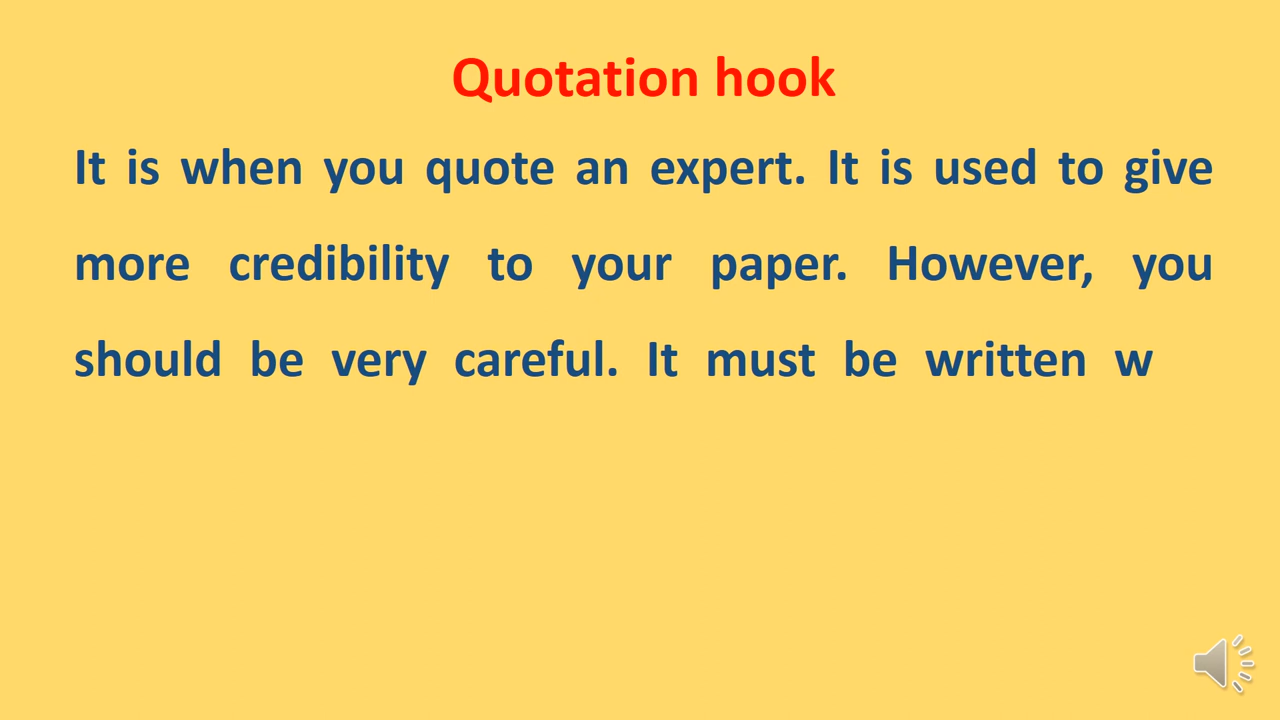 Quotation hook
It is when you quote an expert. It is used to give
more credibility to your paper. However, you
should be very careful. It must be written w